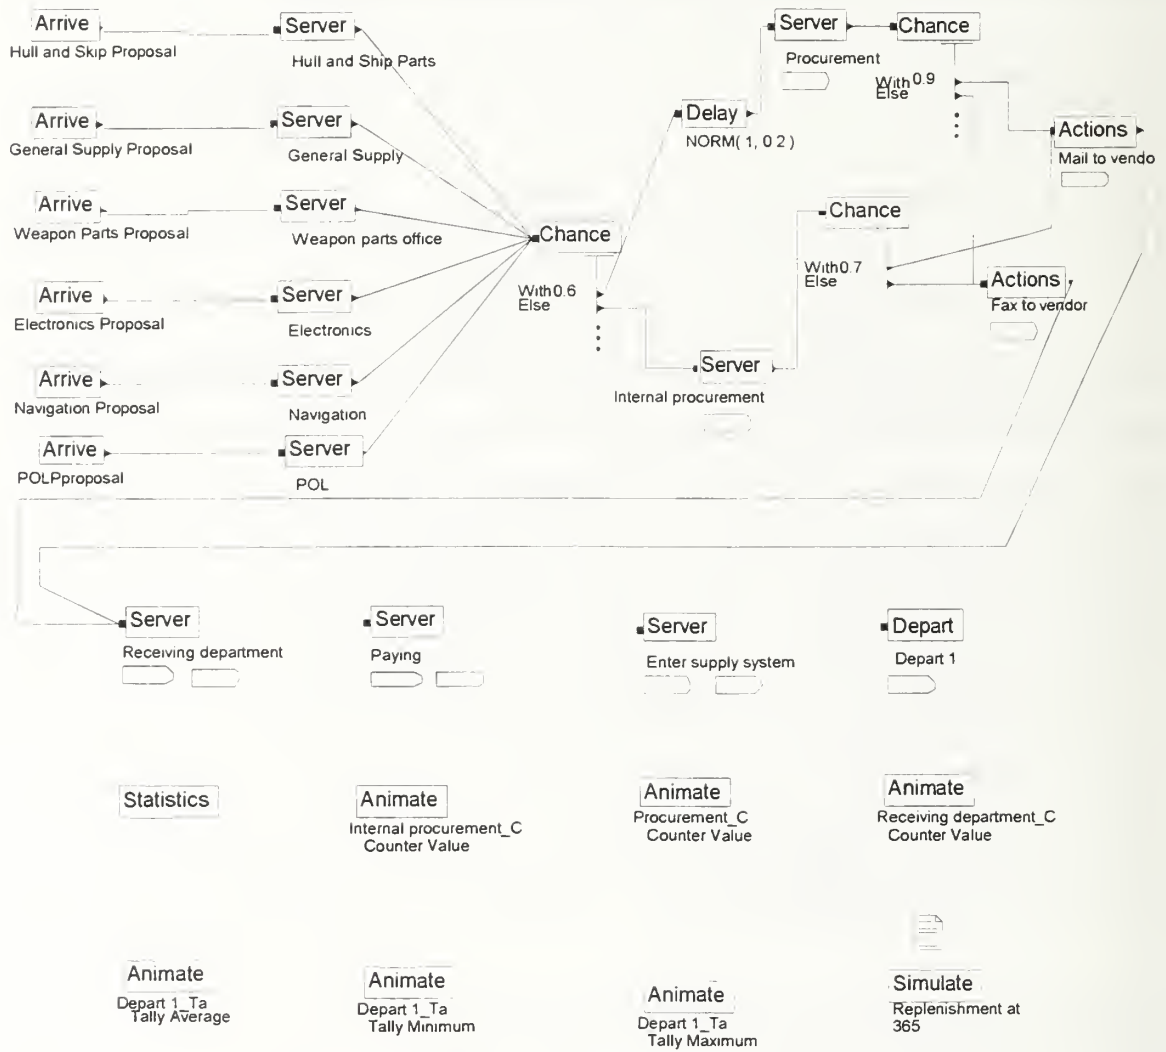 Arrive
Hull and Skip Proposal
Server
Hull and Ship Parts
Server
Procurement
Chance
With 0.9
Else
Arrive
General Supply Proposal
Server
General Supply
Delay
NORM( 1, 0 2 )
Actions
Mail to vendo
Arrive
Weapon Parts Proposal
Server
Weapon parts office
Chance
With 0.6
Else
Chance
With 0.7
Else
Actions
Fax to vendor
Arrive
Electronics Proposal
Server
Electronics
Arrive
Navigation Proposal
Server
Navigation
Server
Internal procurement
Arrive
POLPproposal
Server
POL
Server
Receiving department
Server
Paying
Server
Enter supply system
Depart
Depart 1
Statistics
Animate
Internal procurement_C
Counter Value
Animate
Procurement_C
Counter Value
Animate
Receiving department_C
Counter Value
Animate
Depart 1_Ta
Tally Average
Animate
Depart 1_Ta
Tally Minimum
Animate
Depart 1_Ta
Tally Maximum
Simulate
Replenishment at
365